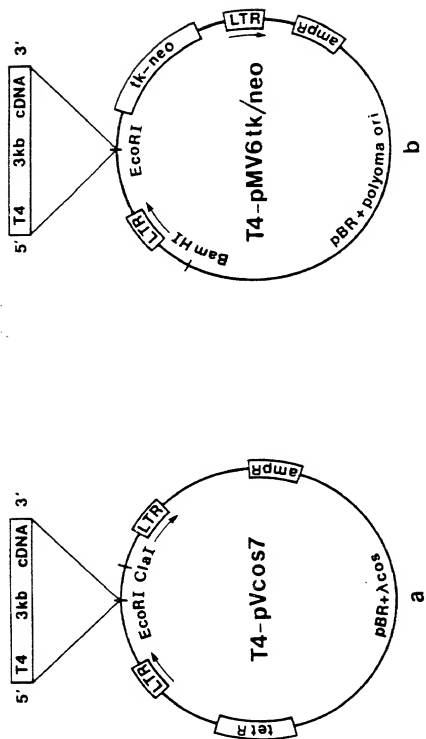 5' T4 3kb cDNA 3'
EcoRI ClaI
LTR
LTR
tetR
T4-pVcos7
ampR
pBR+λcos
a
5' T4 3kb cDNA 3'
EcoRI
tk-neo
LTR
LTR
BamHI
T4-pMV6tk/neo
ampR
pBR+polyoma ori
b